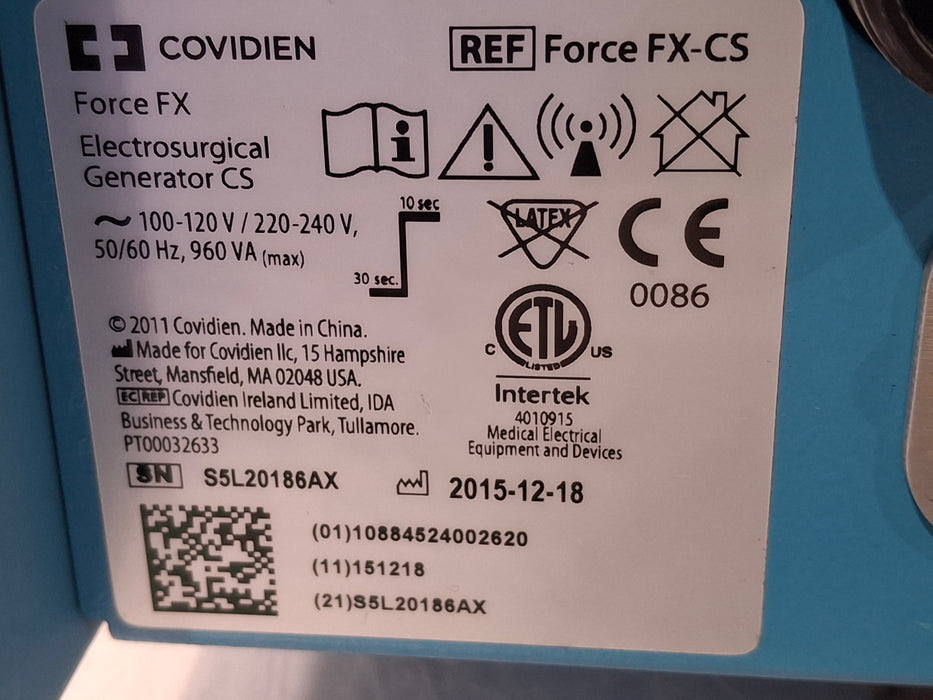 COVIDIEN
REF Force FX-CS
Force FX
Electrosurgical
Generator CS
~ 100-120 V / 220-240 V,
50/60 Hz, 960 VA (max)
10 sec
30 sec.
LATEX
CE
0086
© 2011 Covidien. Made in China.
Made for Covidien llc, 15 Hampshire
Street, Mansfield, MA 02048 USA.
EC REP Covidien Ireland Limited, IDA
Business & Technology Park, Tullamore.
PT00032633
ETL
C US
LISTED
Intertek
4010915
Medical Electrical
Equipment and Devices
SN S5L20186AX
2015-12-18
(01)10884524002620
(11)151218
(21)S5L20186AX